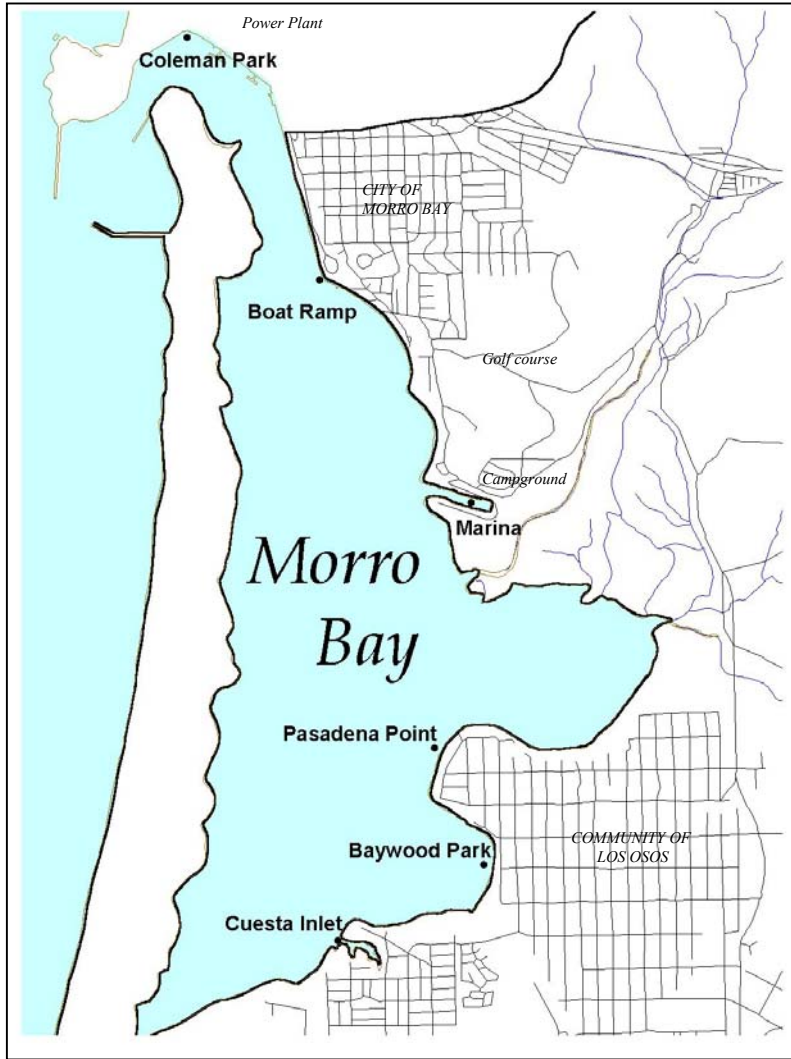 Power Plant
Coleman Park
CITY OF
MORRO BAY
Boat Ramp
Golf course
Campground
Marina
Morro
Bay
Pasadena Point
COMMUNITY OF
LOS OSOS
Baywood Park
Cuesta Inlet